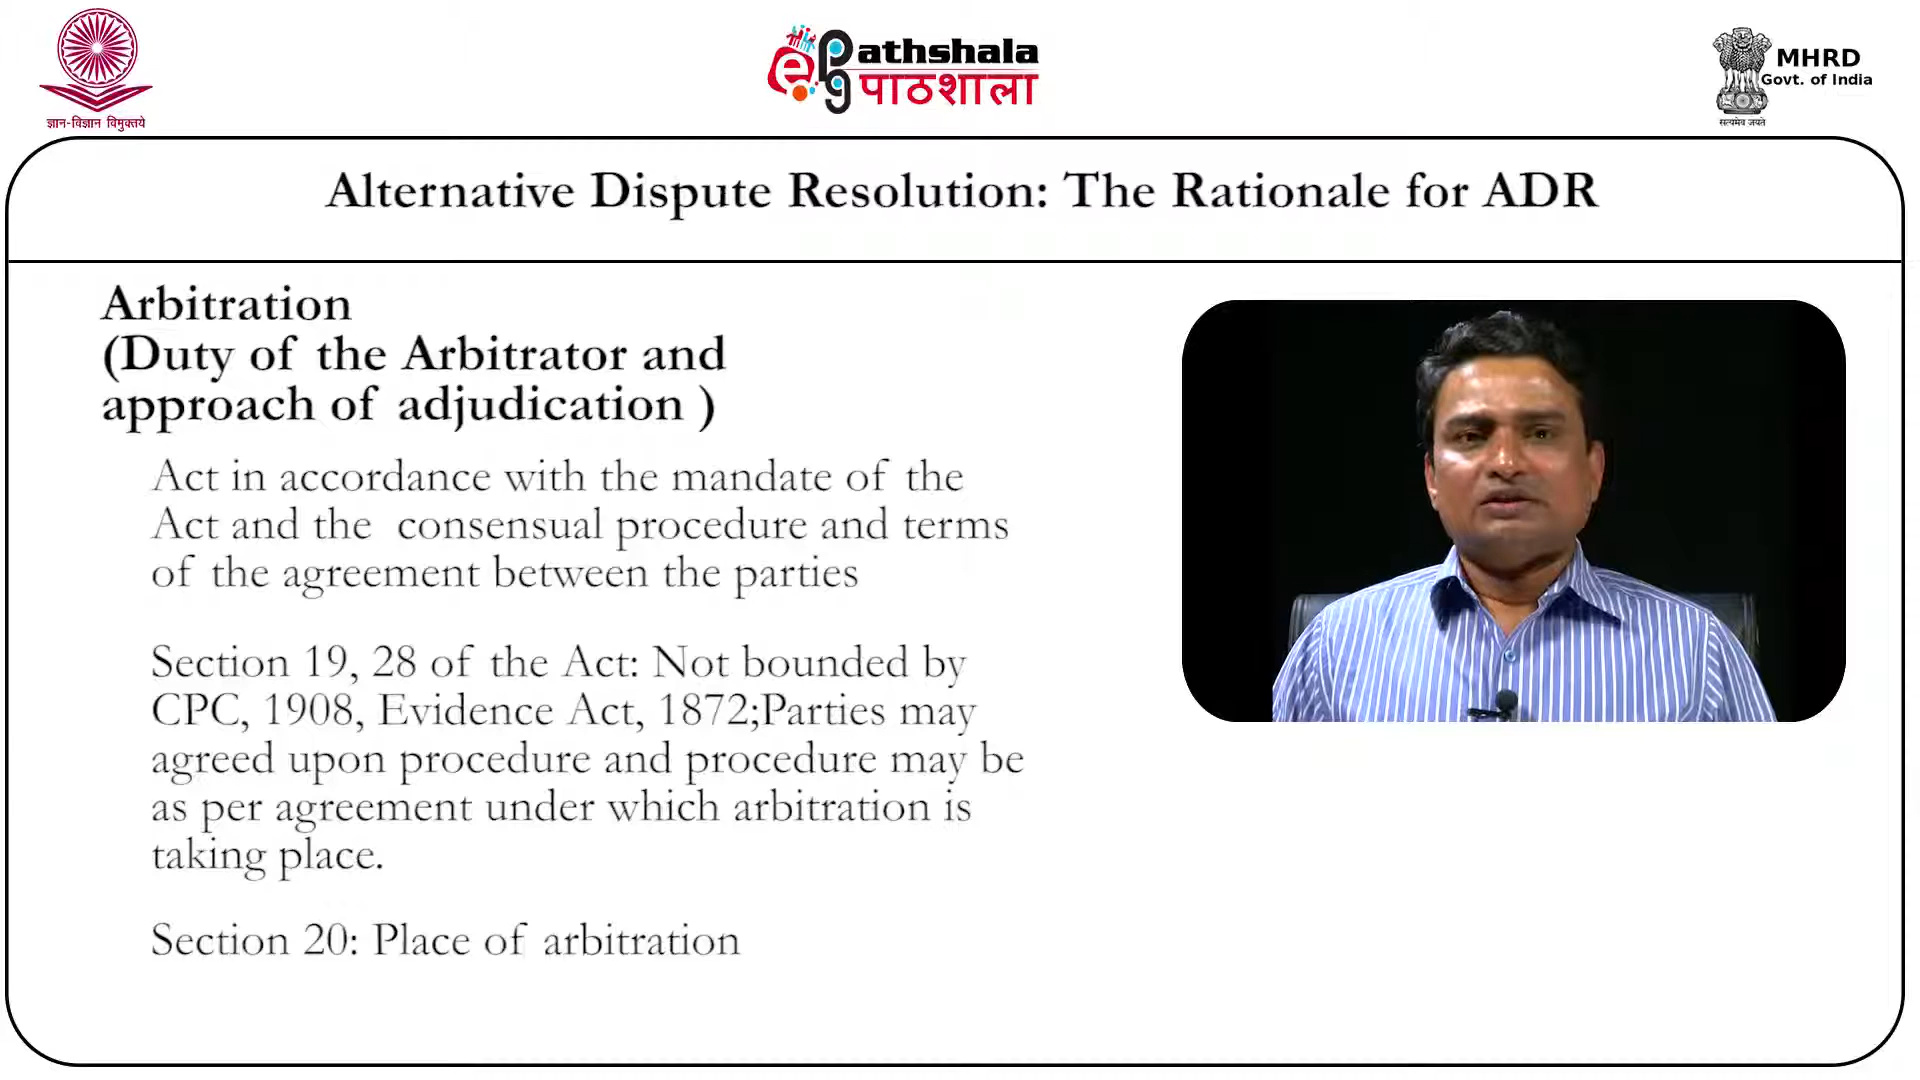 ज्ञान-विज्ञान विमुक्तये
ePGpathshala
पाठशाला
MHRD
Govt. of India
सत्यमेव जयते
Alternative Dispute Resolution: The Rationale for ADR
Arbitration
(Duty of the Arbitrator and
approach of adjudication )
Act in accordance with the mandate of the
Act and the consensual procedure and terms
of the agreement between the parties
Section 19, 28 of the Act: Not bounded by
CPC, 1908, Evidence Act, 1872;Parties may
agreed upon procedure and procedure may be
as per agreement under which arbitration is
taking place.
Section 20: Place of arbitration